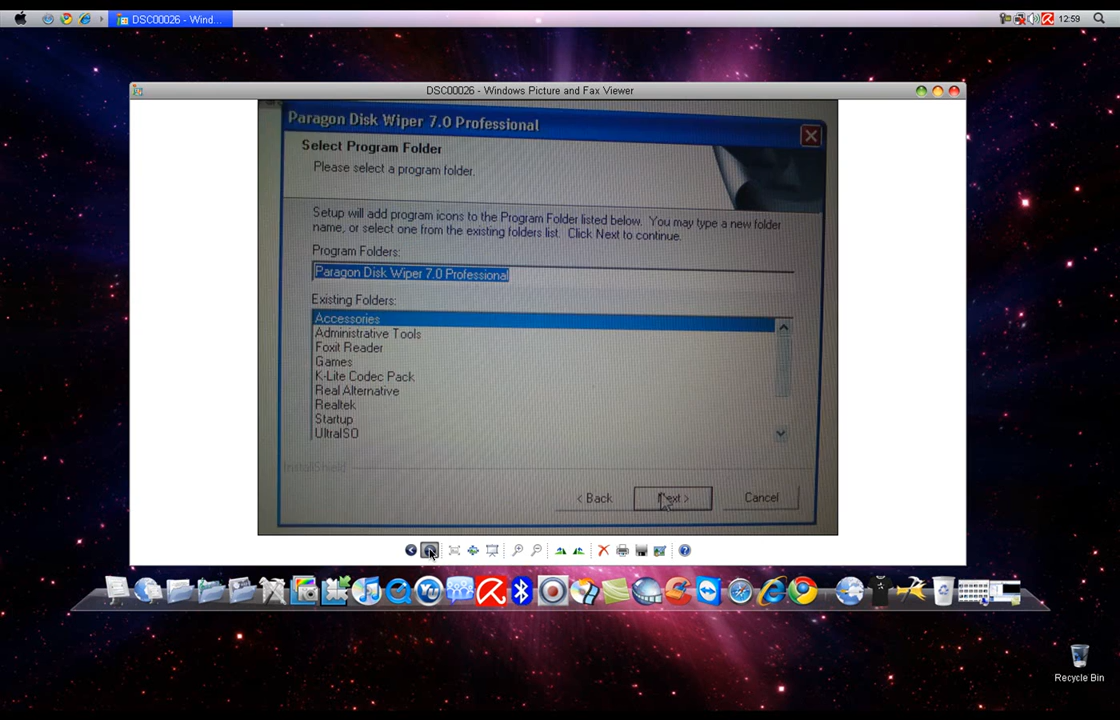 DSC00026 - Wind...
12:59
DSC00026 - Windows Picture and Fax Viewer
Paragon Disk Wiper 7.0 Professional
Select Program Folder
Please select a program folder.
Setup will add program icons to the Program Folder listed below. You may type a new folder
name, or select one from the existing folders list. Click Next to continue.
Program Folders:
Paragon Disk Wiper 7.0 Professional
Existing Folders:
Accessories
Administrative Tools
Foxit Reader
Games
K-Lite Codec Pack
Real Alternative
Realtek
Startup
UltraISO
InstallShield
< Back
Next >
Cancel
Recycle Bin